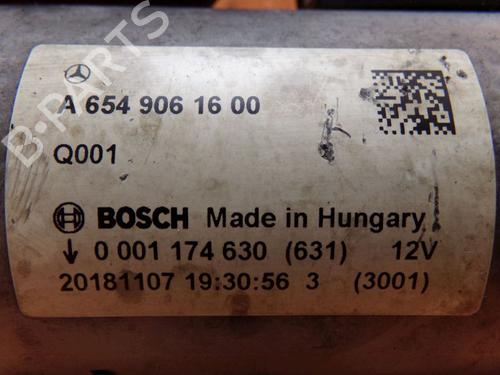 A 654 906 16 00
Q001
BOSCH Made in Hungary
↓ 0 001 174 630 (631) 12V
20181107 19:30:56 3 (3001)
B-PARTS